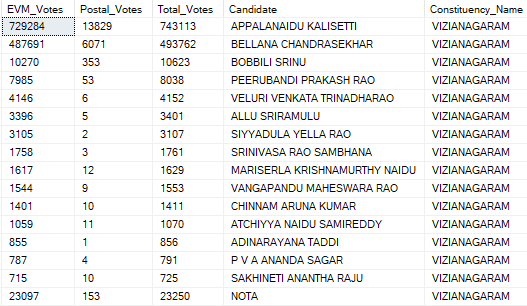 EVM_Votes Postal_Votes Total_Votes Candidate Constituency_Name
729284 13829 743113 APPALANAIDU KALISETTI VIZIANAGARAM
487691 6071 493762 BELLANA CHANDRASEKHAR VIZIANAGARAM
10270 353 10623 BOBBILI SRINU VIZIANAGARAM
7985 53 8038 PEERUBANDI PRAKASH RAO VIZIANAGARAM
4146 6 4152 VELURI VENKATA TRINADHARAO VIZIANAGARAM
3396 5 3401 ALLU SRIRAMULU VIZIANAGARAM
3105 2 3107 SIYYADULA YELLA RAO VIZIANAGARAM
1758 3 1761 SRINIVASA RAO SAMBHANA VIZIANAGARAM
1617 12 1629 MARISERLA KRISHNAMURTHY NAIDU VIZIANAGARAM
1544 9 1553 VANGAPANDU MAHESWARA RAO VIZIANAGARAM
1401 10 1411 CHINNAM ARUNA KUMAR VIZIANAGARAM
1059 11 1070 ATCHIYYA NAIDU SAMIREDDY VIZIANAGARAM
855 1 856 ADINARAYANA TADDI VIZIANAGARAM
787 4 791 P V A ANANDA SAGAR VIZIANAGARAM
715 10 725 SAKHINETI ANANTHA RAJU VIZIANAGARAM
23097 153 23250 NOTA VIZIANAGARAM